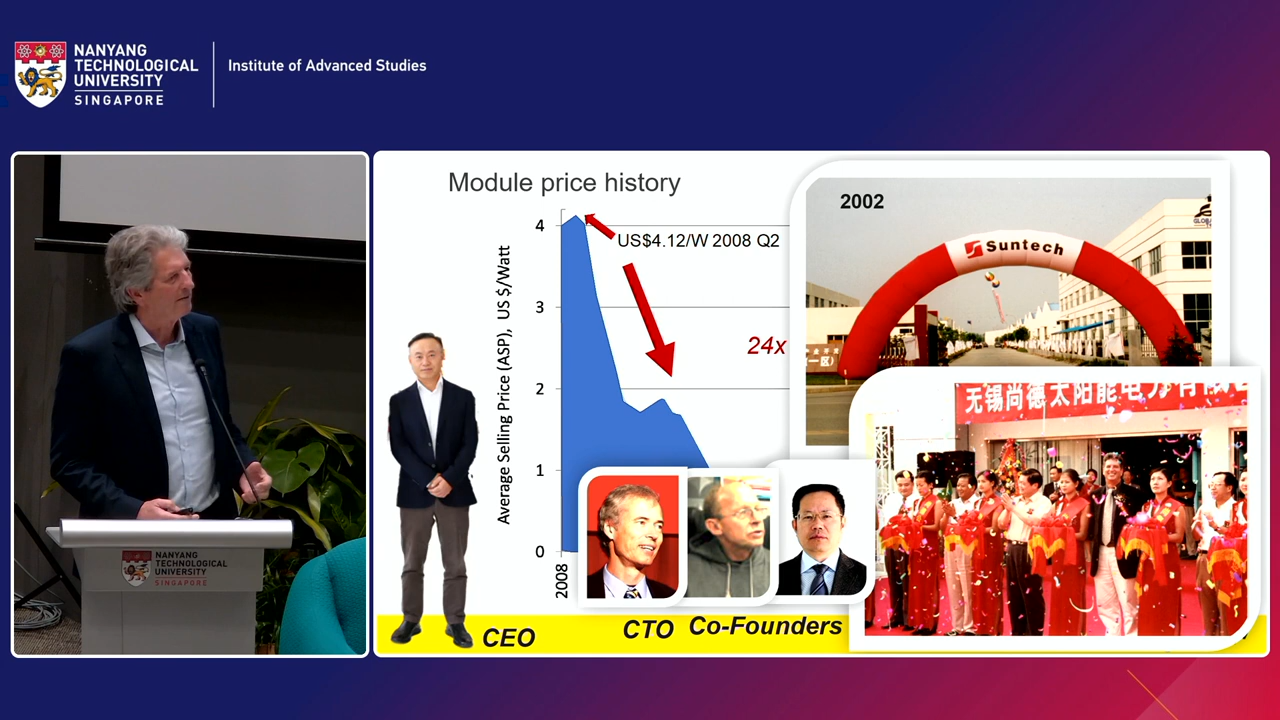 NANYANG
TECHNOLOGICAL
UNIVERSITY
SINGAPORE
Institute of Advanced Studies
Module price history
Average Selling Price (ASP), US $/Watt
4
3
2
1
0
2008
US$4.12/W 2008 Q2
24x
2002
Suntech
无锡尚德太阳能电力有限
CEO
CTO
Co-Founders
NANYANG
TECHNOLOGICAL
UNIVERSITY
SINGAPORE